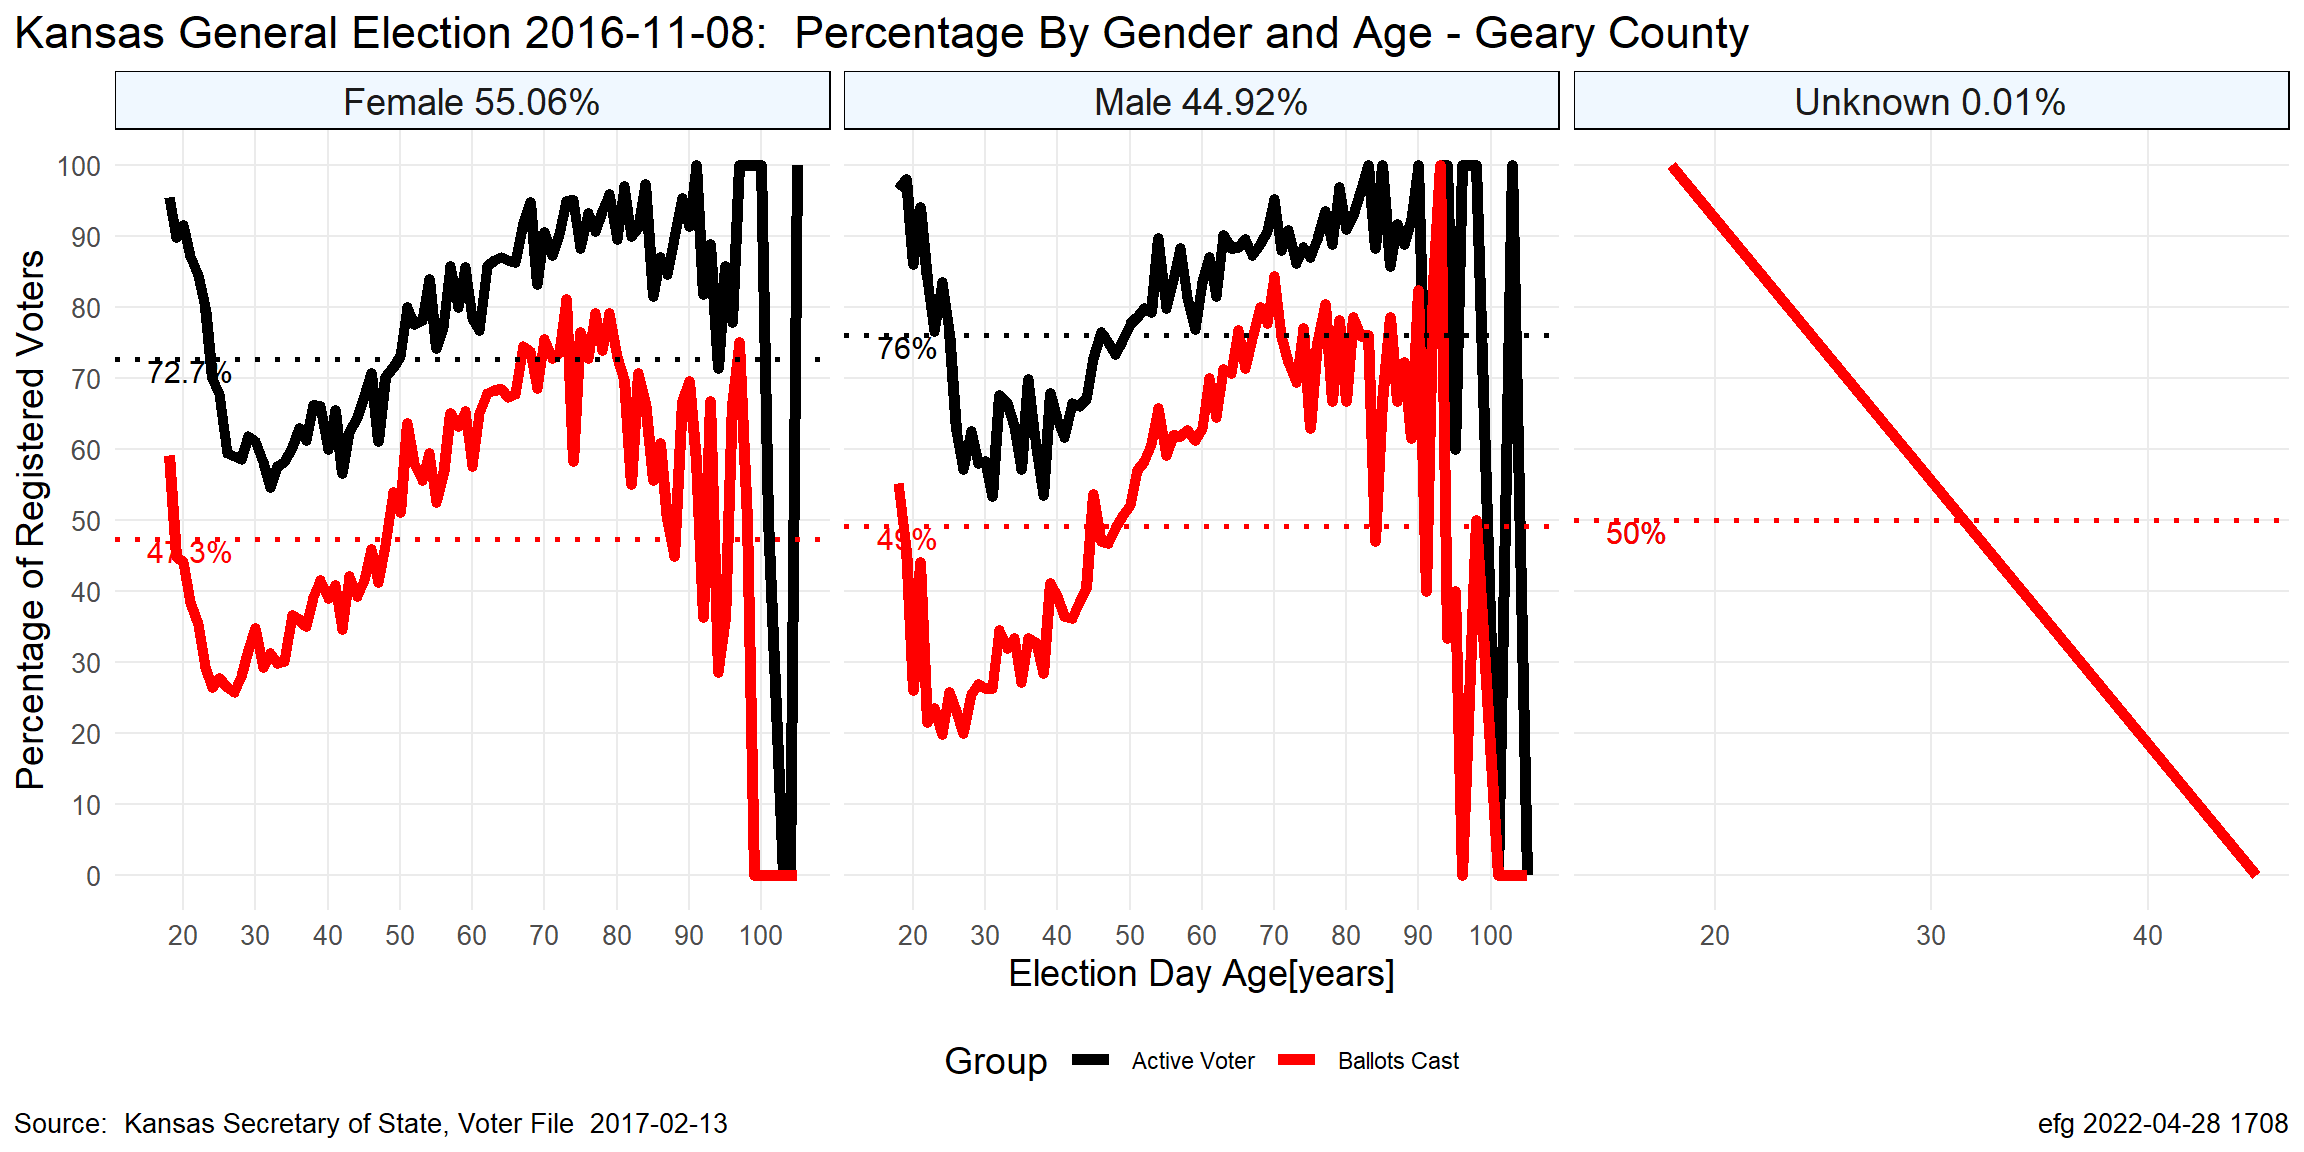 Kansas General Election 2016-11-08:  Percentage By Gender and Age - Geary County
Female 55.06%
Male 44.92%
Unknown 0.01%
Percentage of Registered Voters
100
90
80
70
60
50
40
30
20
10
0
72.7%
47.3%
76%
49%
50%
20 30 40 50 60 70 80 90 100
20 30 40 50 60 70 80 90 100
20 30 40
Election Day Age[years]
Group Active Voter Ballots Cast
Source:  Kansas Secretary of State, Voter File  2017-02-13
efg 2022-04-28 1708